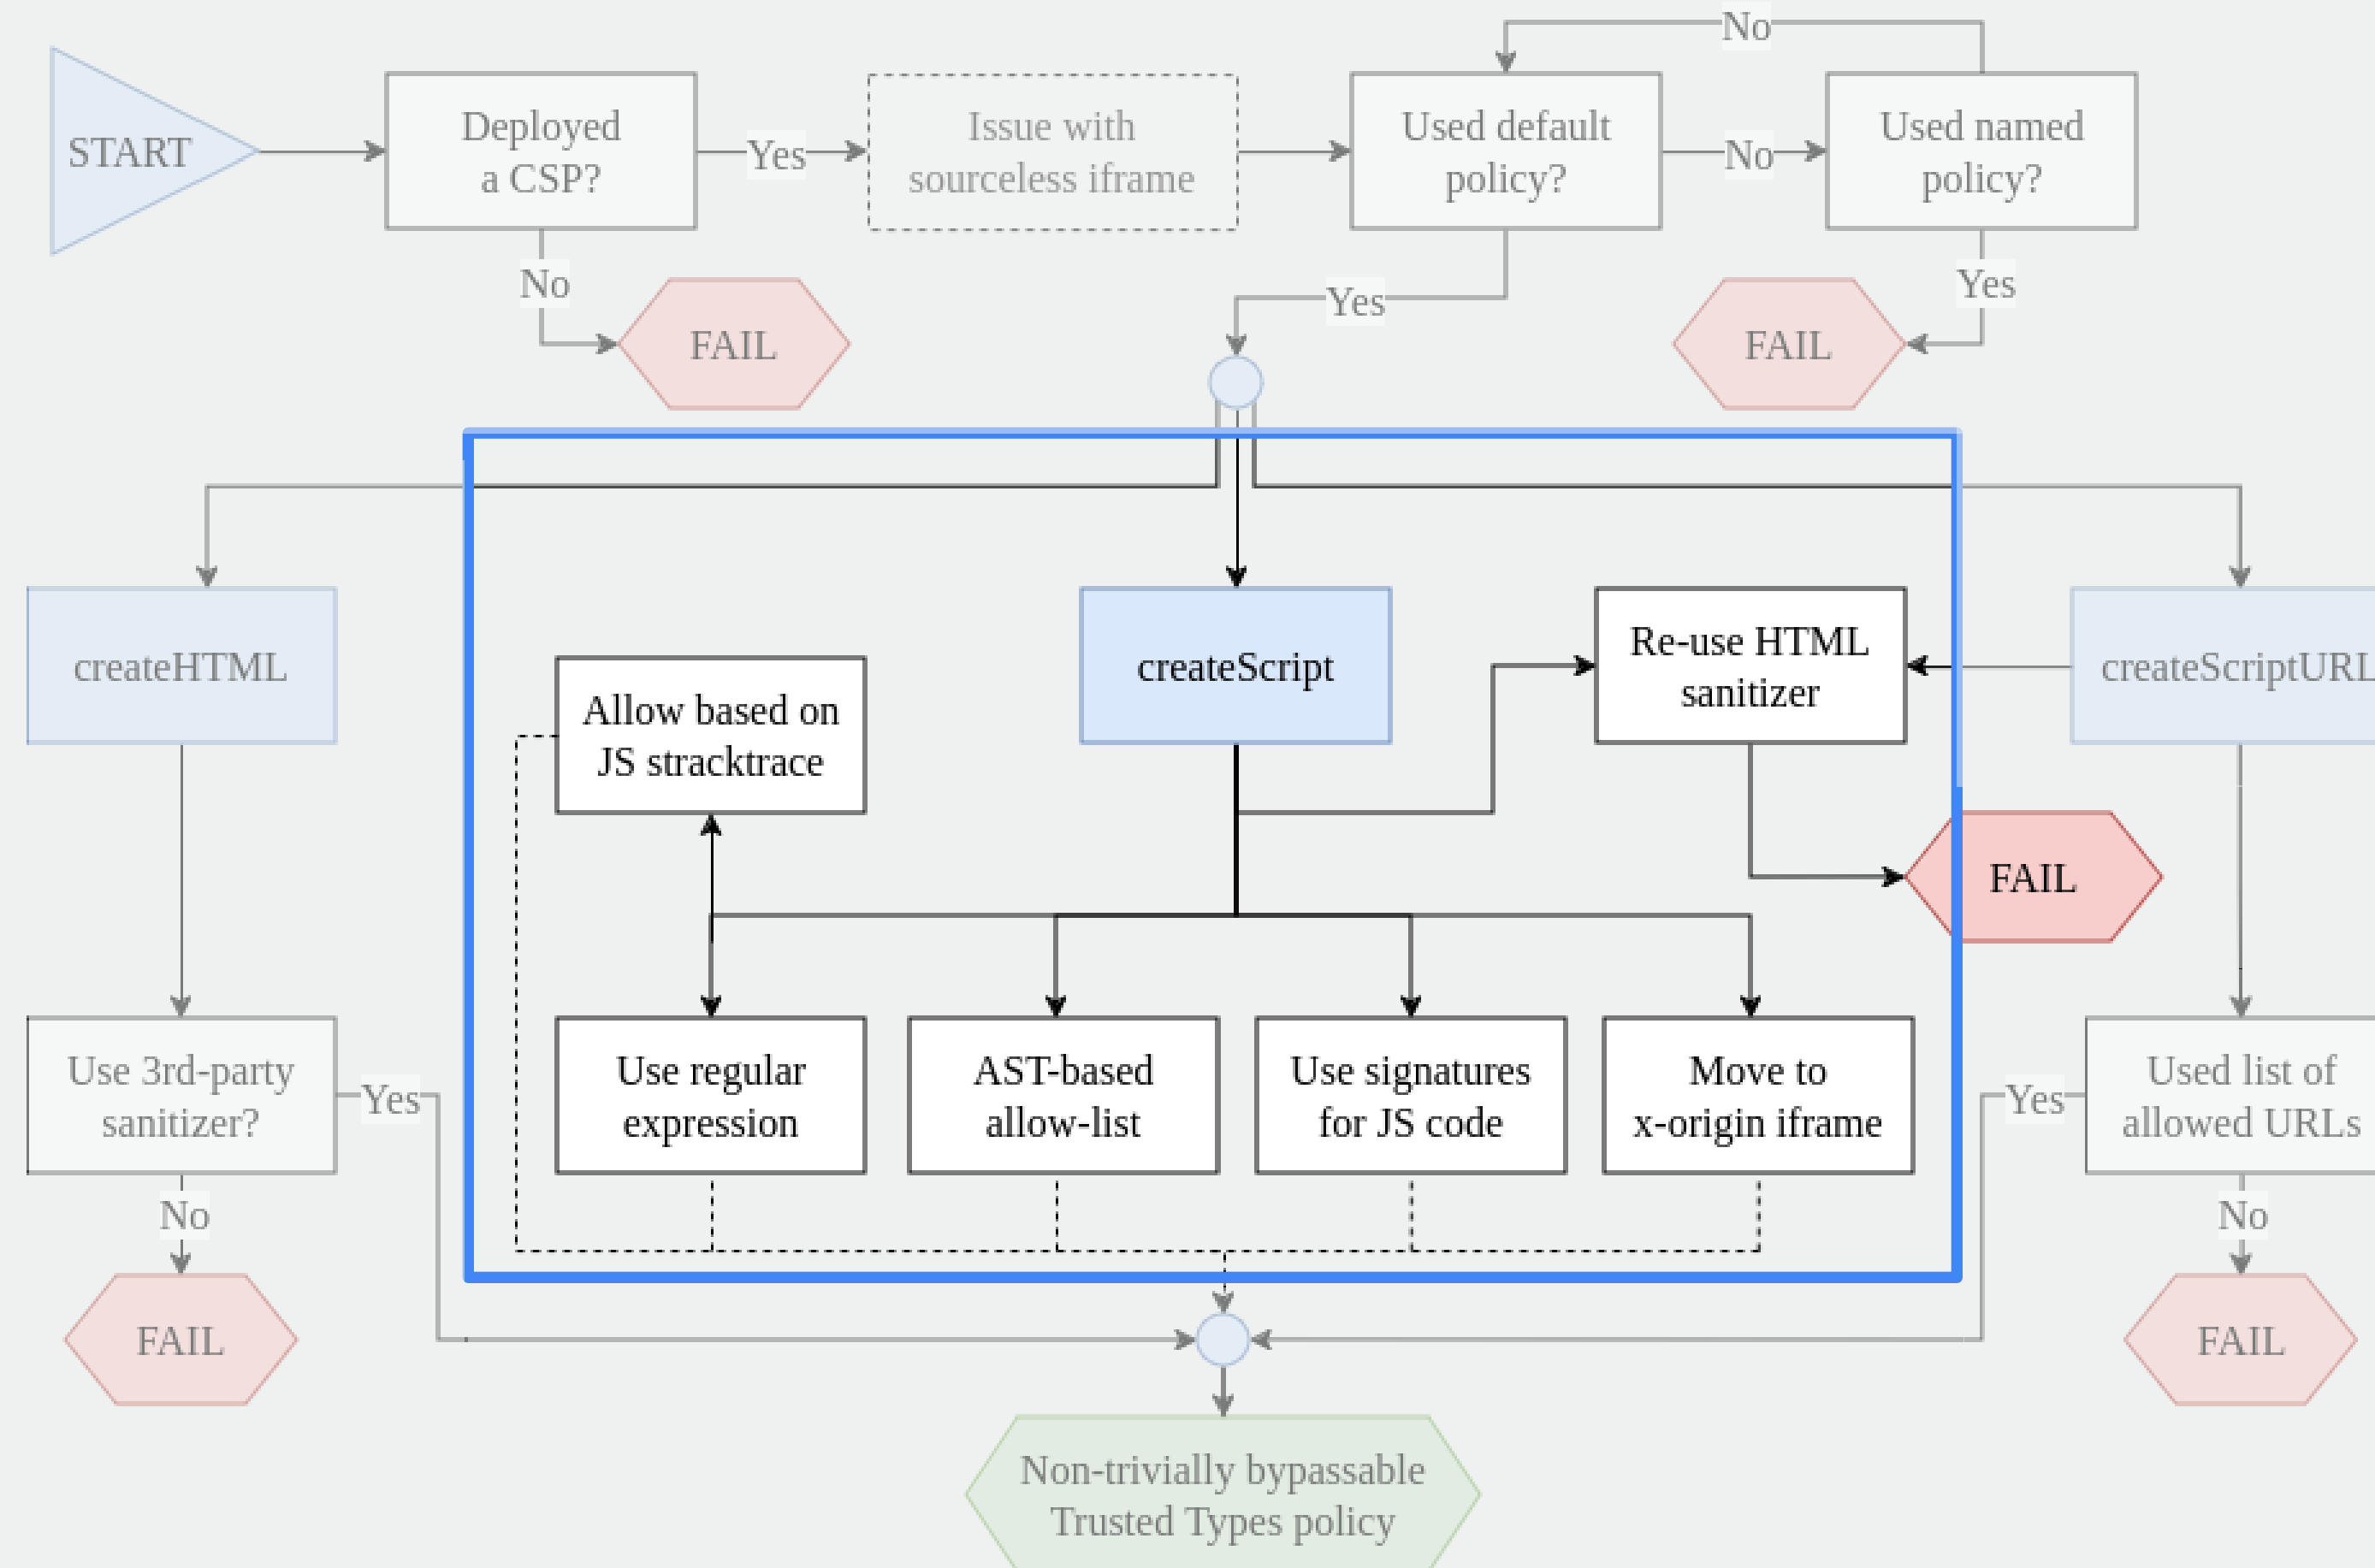 No
START
Deployed
a CSP?
Yes
Issue with
sourceless iframe
Used default
policy?
No
Used named
policy?
No
FAIL
Yes
FAIL
Yes
createHTML
Allow based on
JS stracktrace
createScript
Re-use HTML
sanitizer
createScriptURL
FAIL
Use 3rd-party
sanitizer?
Yes
Use regular
expression
AST-based
allow-list
Use signatures
for JS code
Move to
x-origin iframe
Yes
Used list of
allowed URLs
No
No
FAIL
FAIL
Non-trivially bypassable
Trusted Types policy